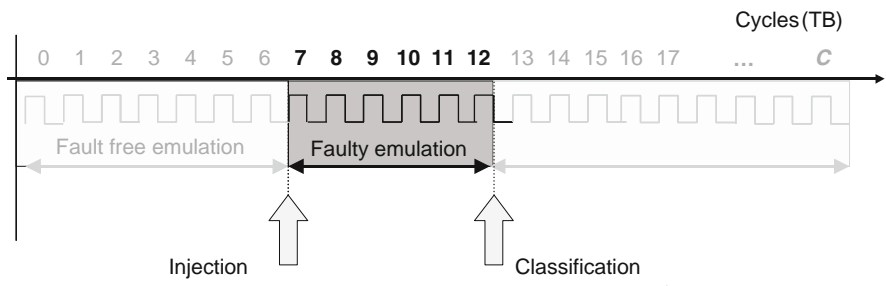 Cycles (TB)
0 1 2 3 4 5 6 7 8 9 10 11 12 13 14 15 16 17 ... C
Fault free emulation Faulty emulation
Injection Classification